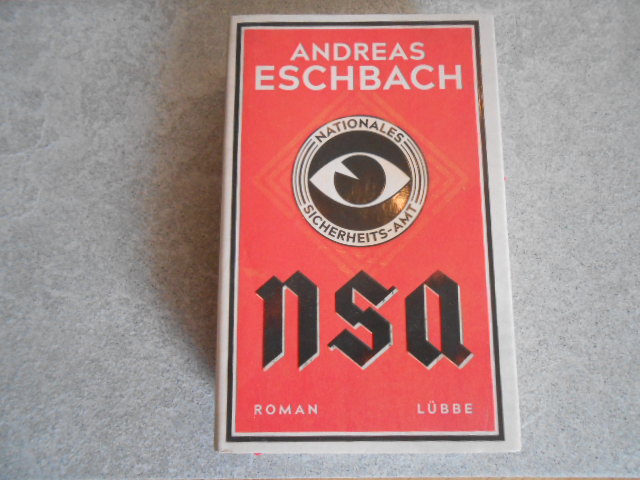 ANDREAS
ESCHBACH
NATIONALES
SICHERHEITS-AMT
nsa
ROMAN LÜBBE